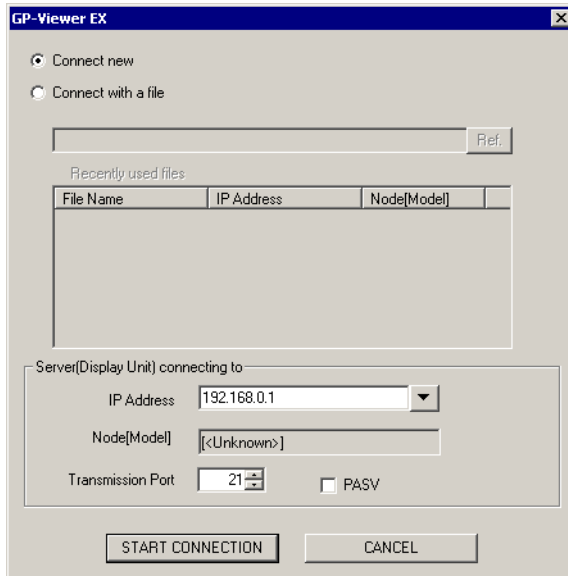 GP-Viewer EX
Connect new
Connect with a file
Ref.
Recently used files
File Name IP Address Node[Model]
Server(Display Unit) connecting to
IP Address 192.168.0.1
Node[Model] [<Unknown>]
Transmission Port 21 PASV
START CONNECTION CANCEL